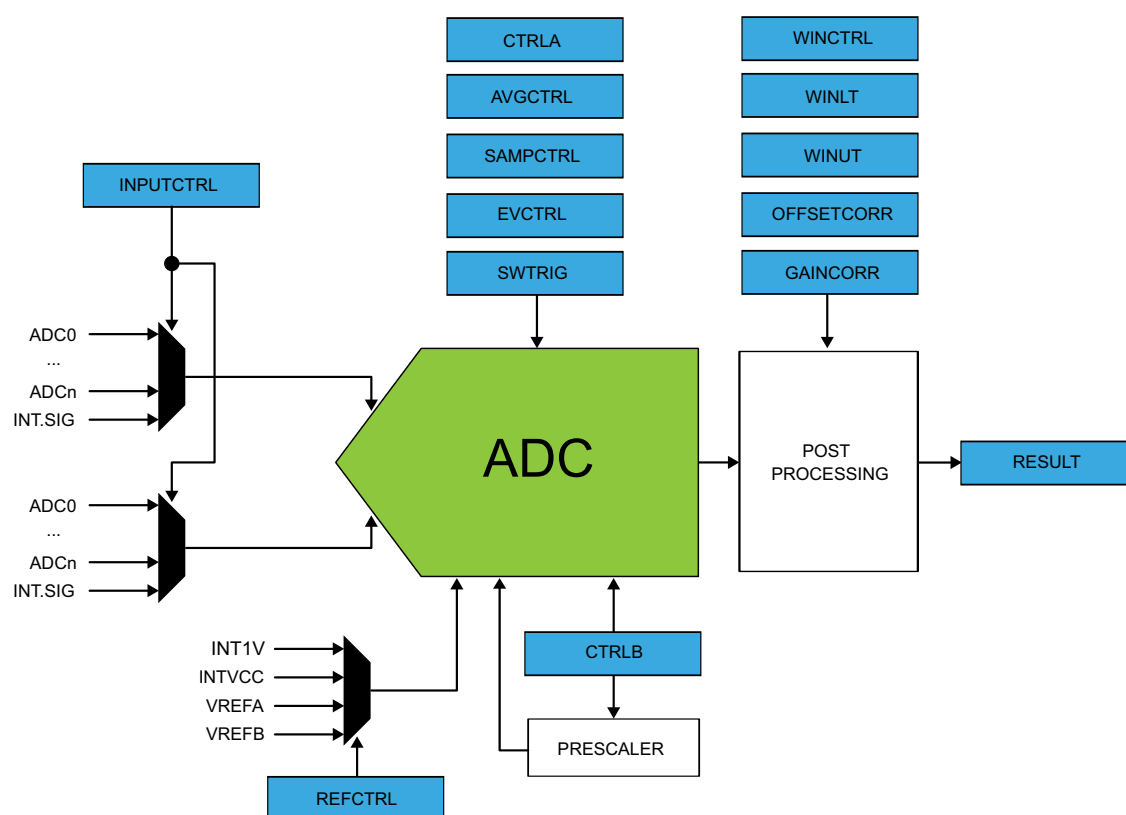 CTRLA
WINCTRL
AVGCTRL
WINLT
SAMPCTRL
WINUT
INPUTCTRL
EVCTRL
OFFSETCORR
SWTRIG
GAINCORR
ADC0
...
ADCn
INT.SIG
ADC
POST
PROCESSING
RESULT
ADC0
...
ADCn
INT.SIG
INT1V
INTVCC
VREFA
VREFB
CTRLB
PRESCALER
REFCTRL